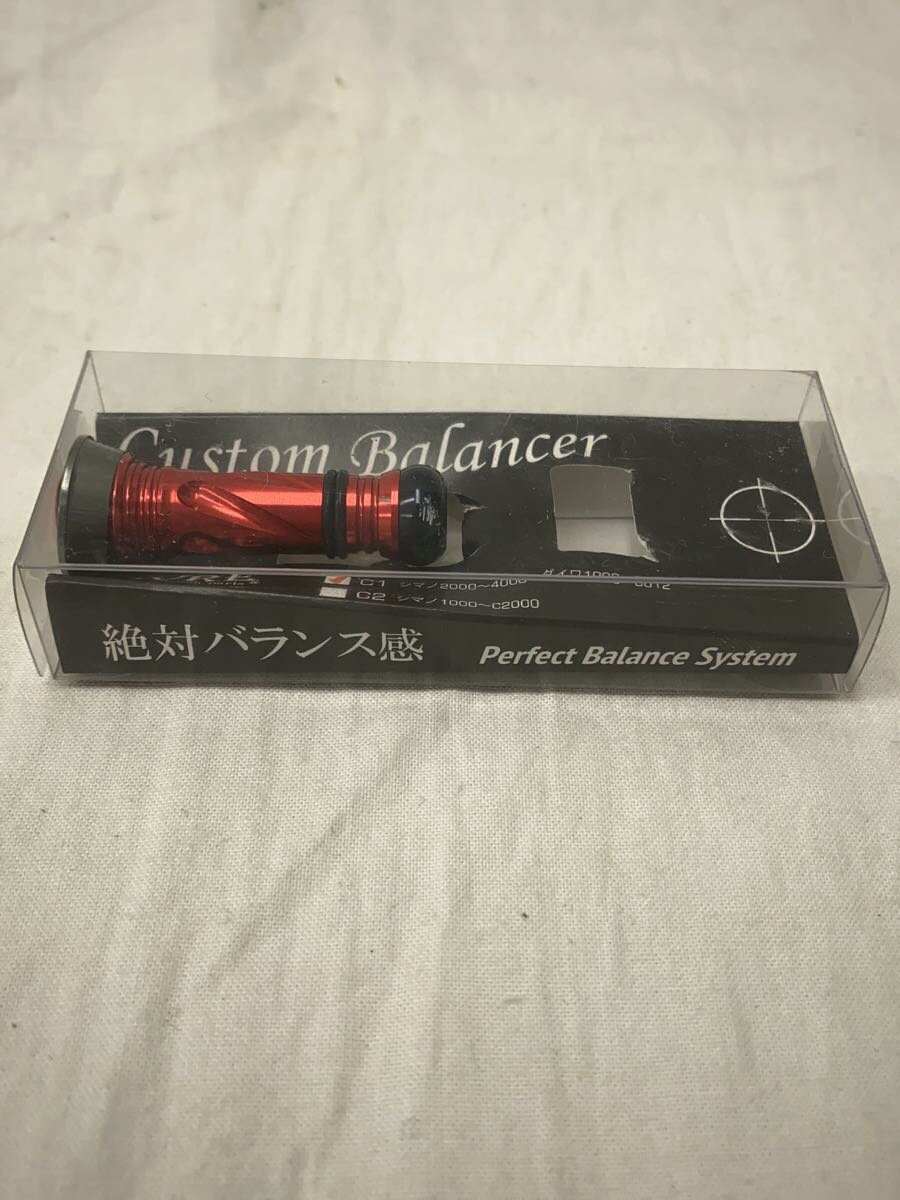 Custom Balancer
C1 シマノ2000〜4000
C2 シマノ1000〜C2000
絶対バランス感
Perfect Balance System